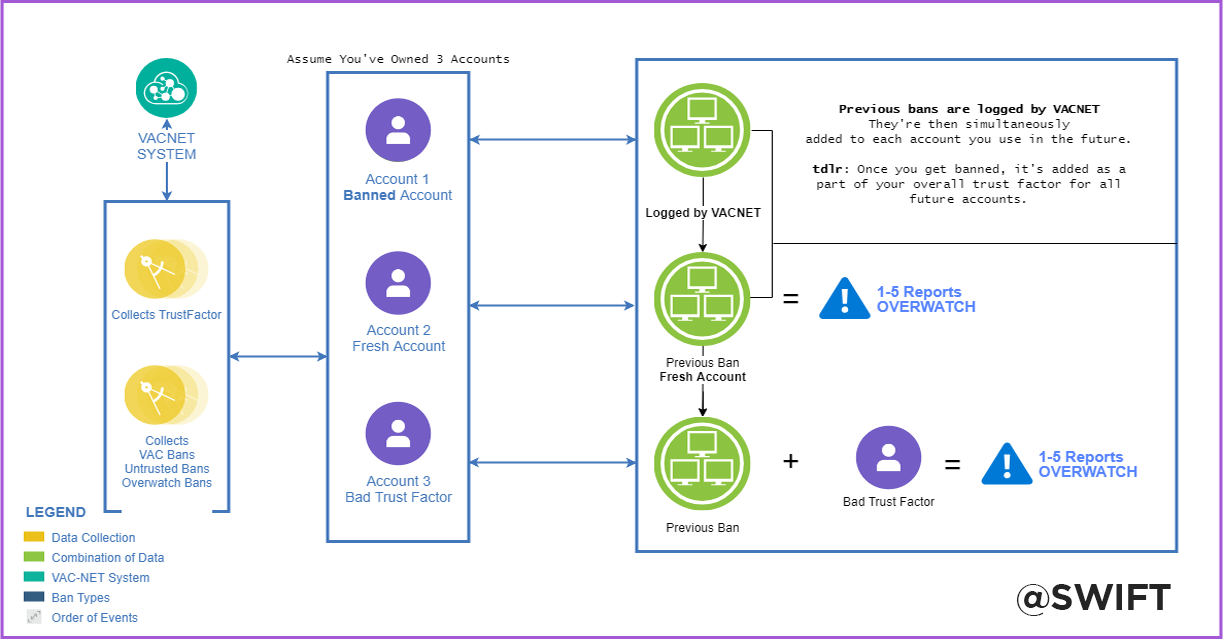 Assume You've Owned 3 Accounts
VACNET
SYSTEM
Collects TrustFactor
Collects
VAC Bans
Untrusted Bans
Overwatch Bans
Account 1
Banned Account
Account 2
Fresh Account
Account 3
Bad Trust Factor
Logged by VACNET
Previous bans are logged by VACNET
They're then simultaneously
added to each account you use in the future.
tdlr: Once you get banned, it's added as a
part of your overall trust factor for all
future accounts.
=
1-5 Reports
OVERWATCH
Previous Ban
Fresh Account
+
Bad Trust Factor
=
1-5 Reports
OVERWATCH
Previous Ban
LEGEND
Data Collection
Combination of Data
VAC-NET System
Ban Types
Order of Events
@SWIFT